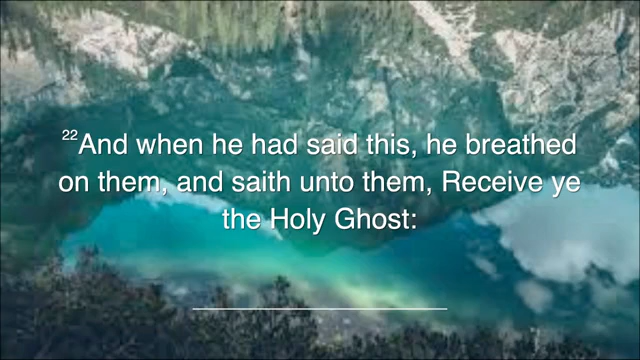 22And when he had said this, he breathed
on them, and saith unto them, Receive ye
the Holy Ghost: